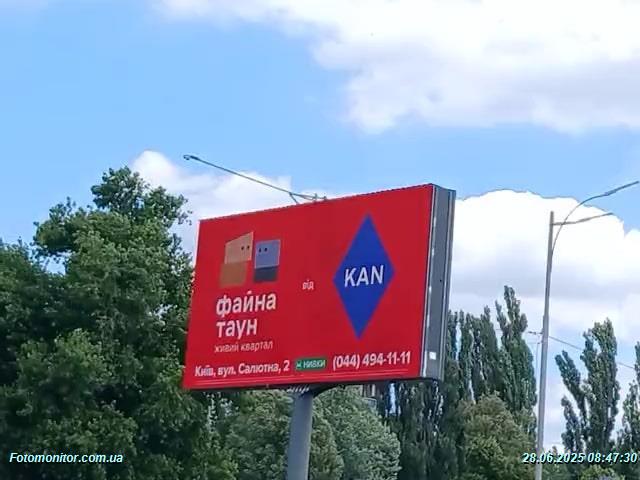 файна
таун
живий квартал
від
KAN
Київ, вул. Салютна, 2 М НИВКИ (044) 494-11-11
Fotomonitor.com.ua
28.06.2025 08:47:30